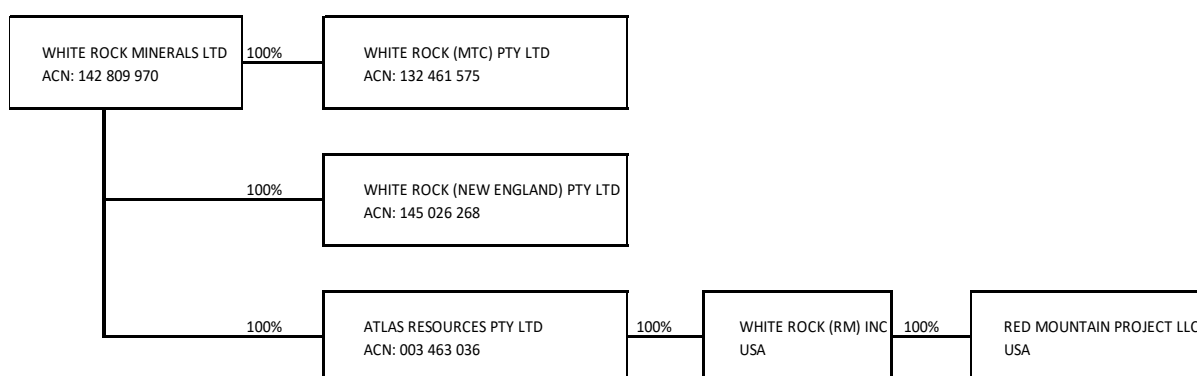 WHITE ROCK MINERALS LTD
ACN: 142 809 970
100%
WHITE ROCK (MTC) PTY LTD
ACN: 132 461 575
100%
WHITE ROCK (NEW ENGLAND) PTY LTD
ACN: 145 026 268
100%
ATLAS RESOURCES PTY LTD
ACN: 003 463 036
100%
WHITE ROCK (RM) INC
USA
100%
RED MOUNTAIN PROJECT LLC
USA